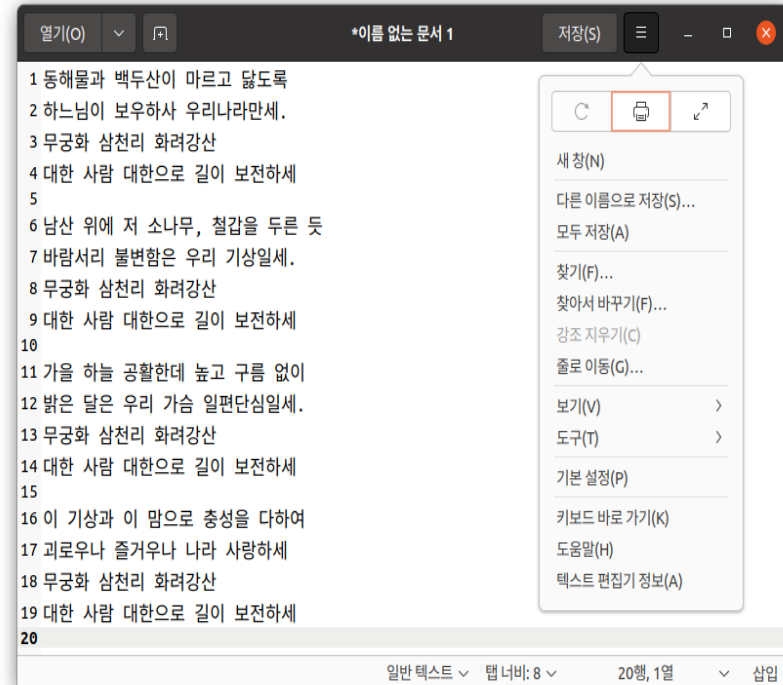 열기(O)
*이름 없는 문서 1
저장(S)
1 동해물과 백두산이 마르고 닳도록
2 하느님이 보우하사 우리나라만세.
3 무궁화 삼천리 화려강산
4 대한 사람 대한으로 길이 보전하세
5
6 남산 위에 저 소나무, 철갑을 두른 듯
7 바람서리 불변함은 우리 기상일세.
8 무궁화 삼천리 화려강산
9 대한 사람 대한으로 길이 보전하세
10
11 가을 하늘 공활한데 높고 구름 없이
12 밝은 달은 우리 가슴 일편단심일세.
13 무궁화 삼천리 화려강산
14 대한 사람 대한으로 길이 보전하세
15
16 이 기상과 이 맘으로 충성을 다하여
17 괴로우나 즐거우나 나라 사랑하세
18 무궁화 삼천리 화려강산
19 대한 사람 대한으로 길이 보전하세
20
새 창(N)
다른 이름으로 저장(S)...
모두 저장(A)
찾기(F)...
찾아서 바꾸기(F)...
강조 지우기(C)
줄로 이동(G)...
보기(V)
도구(T)
기본 설정(P)
키보드 바로 가기(K)
도움말(H)
텍스트 편집기 정보(A)
일반 텍스트
탭 너비: 8
20행, 1열
삽입